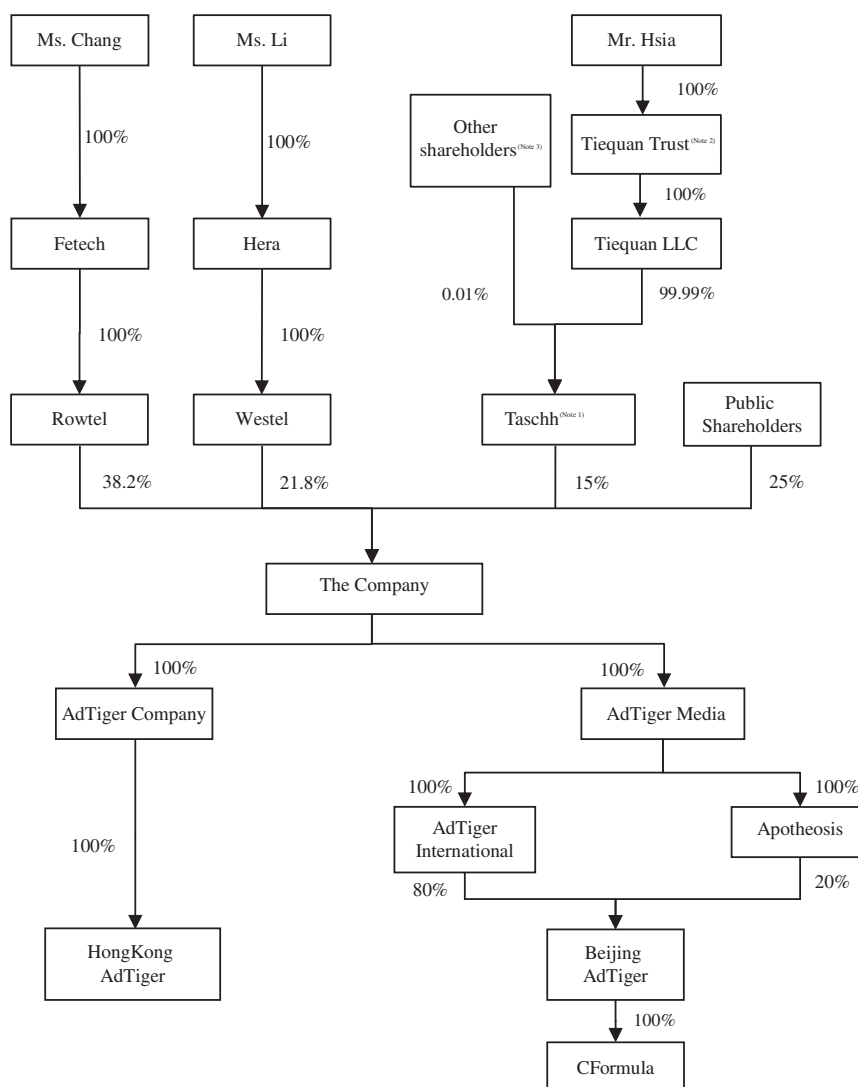 Ms. Chang
Ms. Li
Mr. Hsia
100%
Other
shareholders(Note 3)
100%
100%
Tiequan Trust(Note 2)
100%
Fetech
Hera
Tiequan LLC
0.01%
99.99%
100%
100%
Rowtel
Westel
Taschh(Note 1)
Public
Shareholders
38.2%
21.8%
15%
25%
The Company
100%
100%
AdTiger Company
AdTiger Media
100%
100%
AdTiger
International
Apotheosis
100%
80%
20%
HongKong
AdTiger
Beijing
AdTiger
100%
CFormula